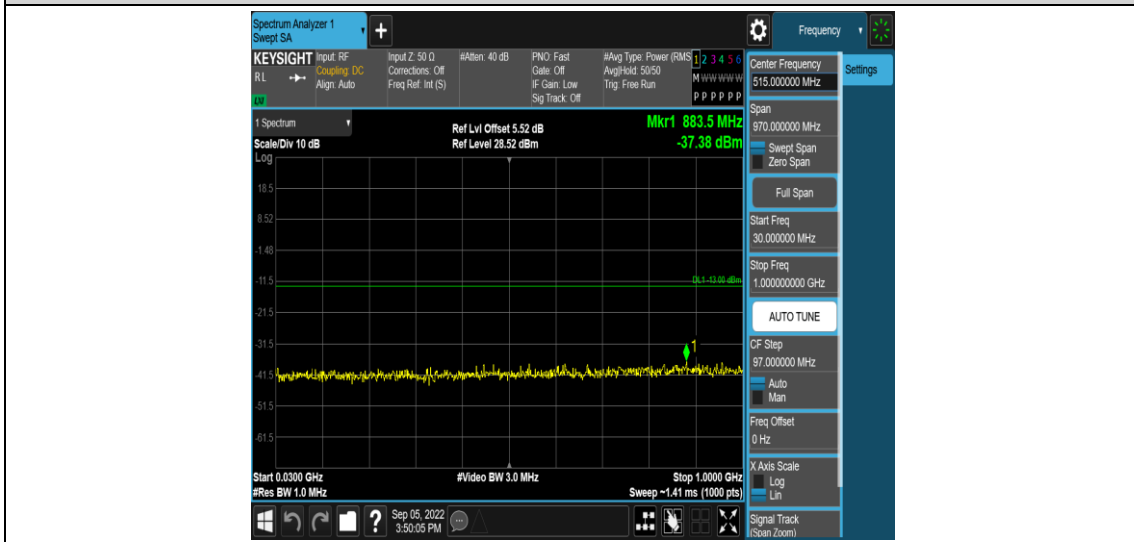 Spectrum Analyzer 1
Swept SA
+
Frequency
KEYSIGHT
RL
LXI
Input: RF
Coupling: DC
Align: Auto
Input Z: 50 Ω
Corrections: Off
Freq Ref: Int (S)
#Atten: 40 dB
PNO: Fast
Gate: Off
IF Gain: Low
Sig Track: Off
#Avg Type: Power (RMS
Avg|Hold: 50/50
Trig: Free Run
1 2 3 4 5 6
M W W W W W
P P P P P P
Center Frequency
515.000000 MHz
Settings
1 Spectrum
Scale/Div 10 dB
Log
Ref Lvl Offset 5.52 dB
Ref Level 28.52 dBm
Mkr1 883.5 MHz
-37.38 dBm
18.5
8.52
-1.48
-11.5
-21.5
-31.5
-41.5
-51.5
-61.5
DL1 -13.00 dBm
1
Start 0.0300 GHz
#Res BW 1.0 MHz
#Video BW 3.0 MHz
Stop 1.0000 GHz
Sweep ~1.41 ms (1000 pts)
Span
970.000000 MHz
Swept Span
Zero Span
Full Span
Start Freq
30.000000 MHz
Stop Freq
1.000000000 GHz
AUTO TUNE
CF Step
97.000000 MHz
Auto
Man
Freq Offset
0 Hz
X Axis Scale
Log
Lin
Signal Track
(Span Zoom)
?
Sep 05, 2022
3:50:05 PM